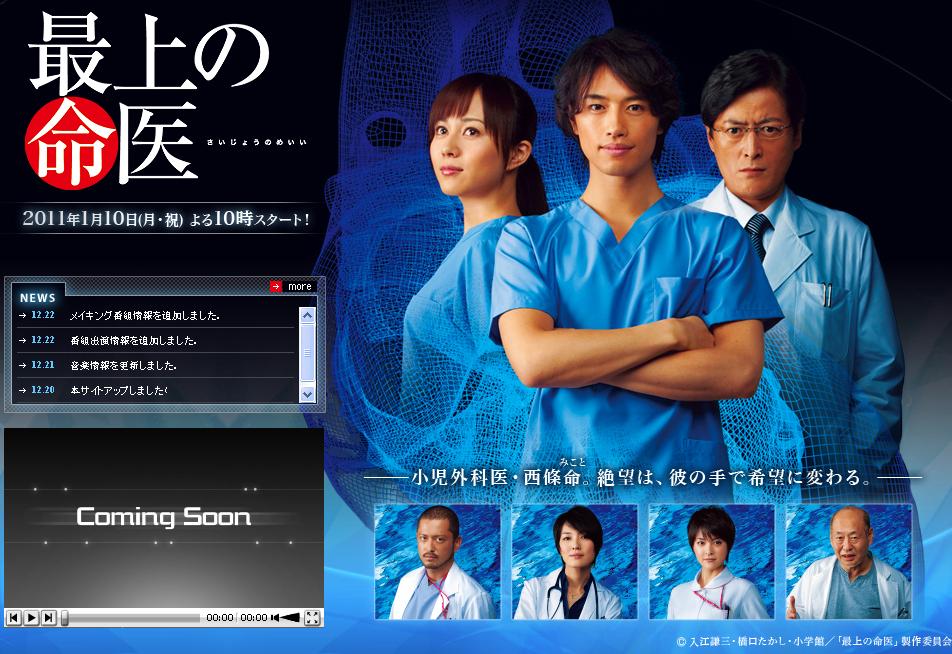 最上の
命医
さいじょうのめいい
2011年1月10日(月・祝) よる10時スタート!
NEWS
more
12.22 メイキング番組情報を追加しました。
12.22 番組出演情報を追加しました。
12.21 音楽情報を更新しました。
12.20 本サイトアップしました
Coming Soon
00:00 00:00
みこと
小児外科医・西條命。絶望は、彼の手で希望に変わる。
© 入江謙三・橋口たかし・小学館/「最上の命医」製作委員会